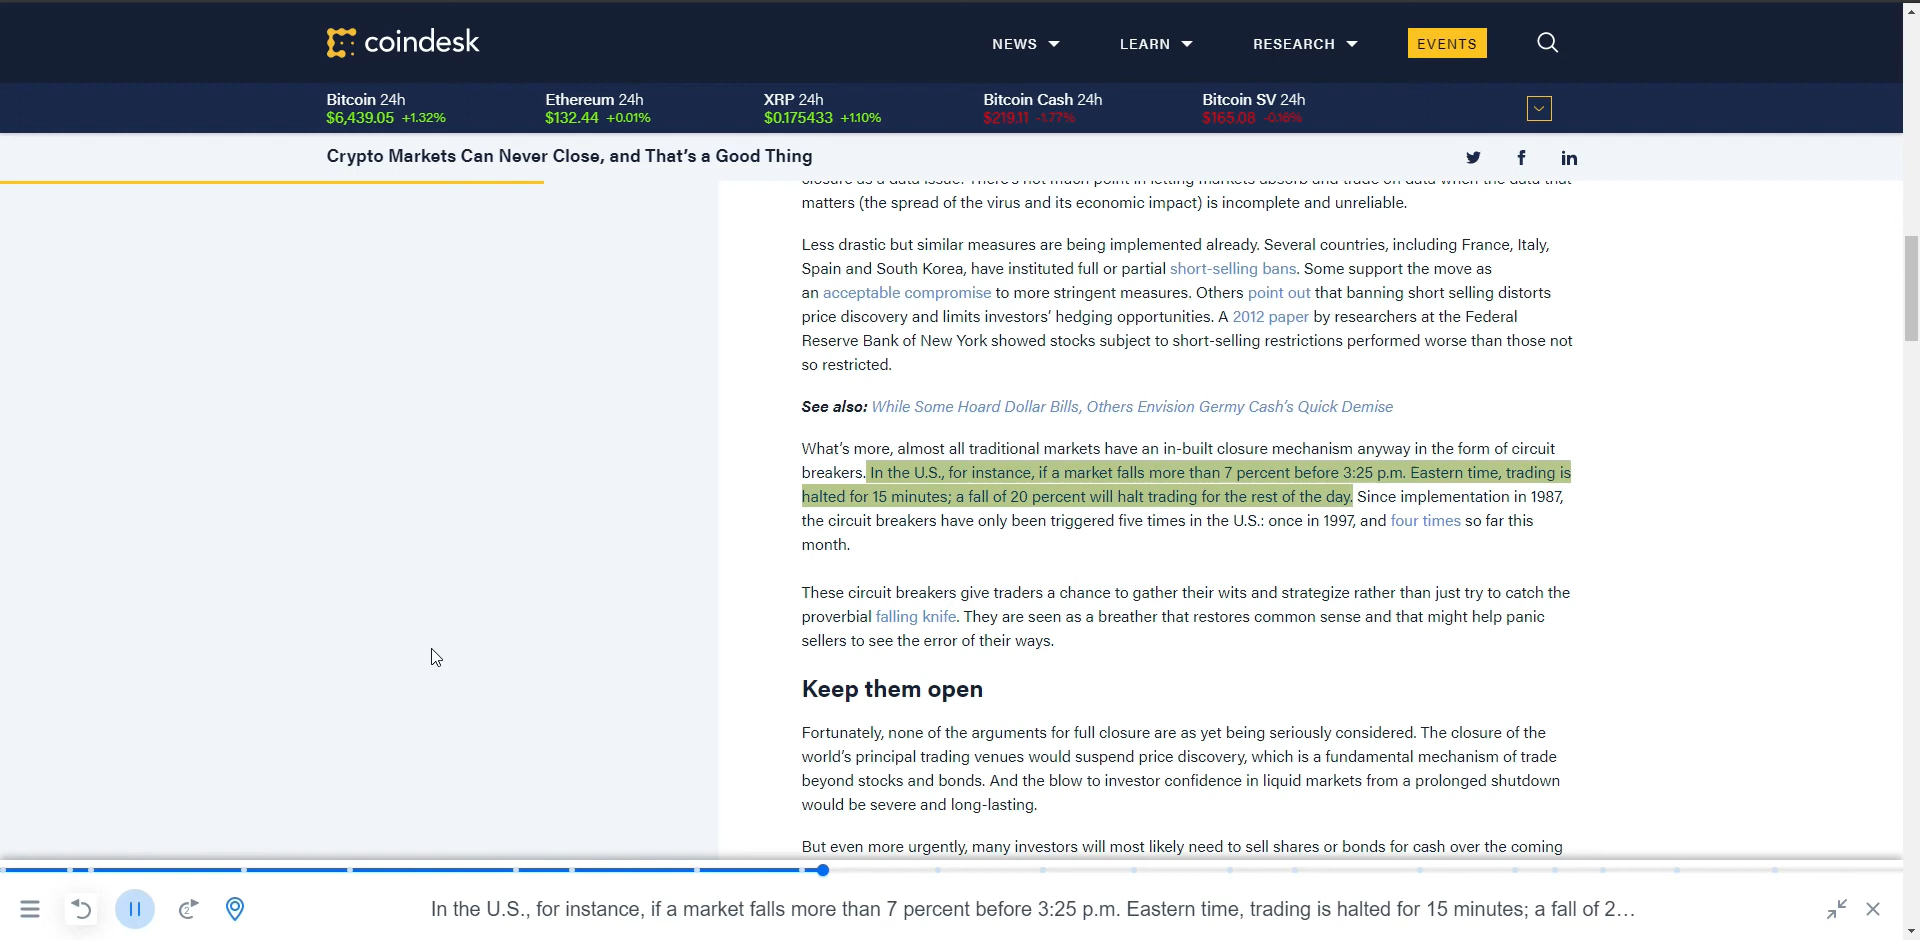 coindesk
NEWS
LEARN
RESEARCH
EVENTS
Bitcoin 24h
$6,439.05 +1.32%
Ethereum 24h
$132.44 +0.01%
XRP 24h
$0.175433 +1.10%
Bitcoin Cash 24h
$219.11 -1.77%
Bitcoin SV 24h
$165.08 -0.16%
Crypto Markets Can Never Close, and That's a Good Thing
matters (the spread of the virus and its economic impact) is incomplete and unreliable.
Less drastic but similar measures are being implemented already. Several countries, including France, Italy,
Spain and South Korea, have instituted full or partial short-selling bans. Some support the move as
an acceptable compromise to more stringent measures. Others point out that banning short selling distorts
price discovery and limits investors' hedging opportunities. A 2012 paper by researchers at the Federal
Reserve Bank of New York showed stocks subject to short-selling restrictions performed worse than those not
so restricted.
See also: While Some Hoard Dollar Bills, Others Envision Germy Cash's Quick Demise
What's more, almost all traditional markets have an in-built closure mechanism anyway in the form of circuit
breakers. In the U.S., for instance, if a market falls more than 7 percent before 3:25 p.m. Eastern time, trading is
halted for 15 minutes; a fall of 20 percent will halt trading for the rest of the day. Since implementation in 1987,
the circuit breakers have only been triggered five times in the U.S.: once in 1997, and four times so far this
month.
These circuit breakers give traders a chance to gather their wits and strategize rather than just try to catch the
proverbial falling knife. They are seen as a breather that restores common sense and that might help panic
sellers to see the error of their ways.
Keep them open
Fortunately, none of the arguments for full closure are as yet being seriously considered. The closure of the
world's principal trading venues would suspend price discovery, which is a fundamental mechanism of trade
beyond stocks and bonds. And the blow to investor confidence in liquid markets from a prolonged shutdown
would be severe and long-lasting.
But even more urgently, many investors will most likely need to sell shares or bonds for cash over the coming
2
In the U.S., for instance, if a market falls more than 7 percent before 3:25 p.m. Eastern time, trading is halted for 15 minutes; a fall of 2…